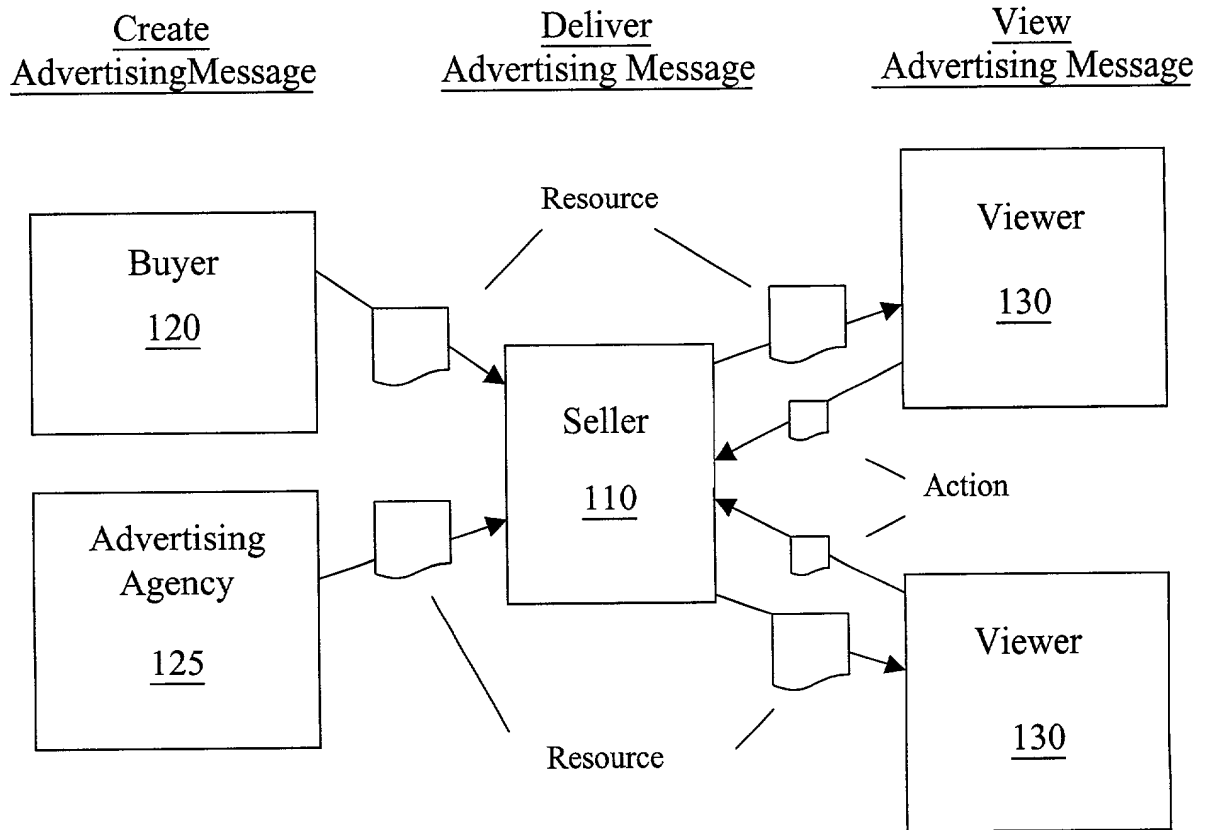 Create
AdvertisingMessage
Deliver
Advertising Message
View
Advertising Message
Resource
Buyer
120
Viewer
130
Seller
110
Action
Advertising
Agency
125
Viewer
130
Resource